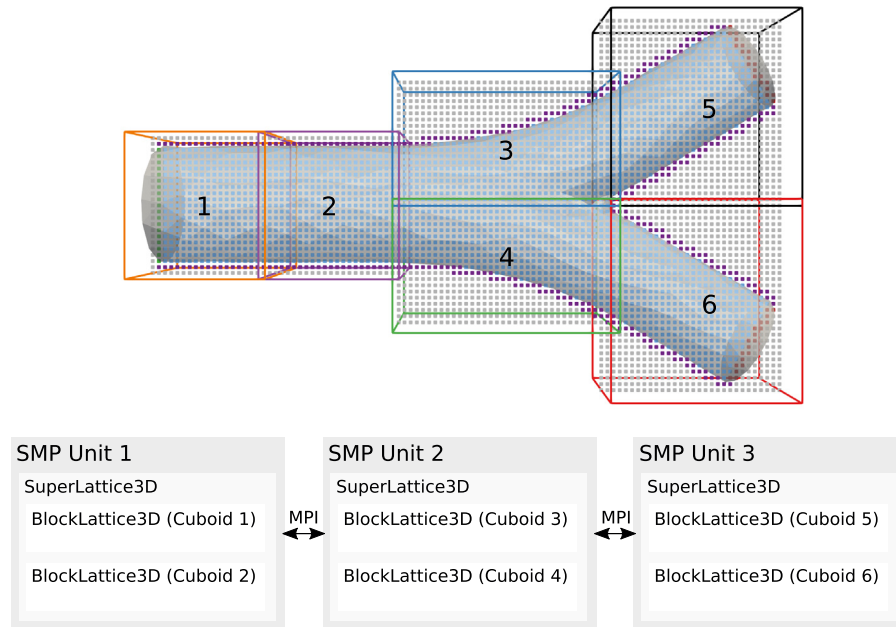 5
3
1
2
4
6
SMP Unit 1
SuperLattice3D
BlockLattice3D (Cuboid 1)
BlockLattice3D (Cuboid 2)
MPI
SMP Unit 2
SuperLattice3D
BlockLattice3D (Cuboid 3)
BlockLattice3D (Cuboid 4)
MPI
SMP Unit 3
SuperLattice3D
BlockLattice3D (Cuboid 5)
BlockLattice3D (Cuboid 6)